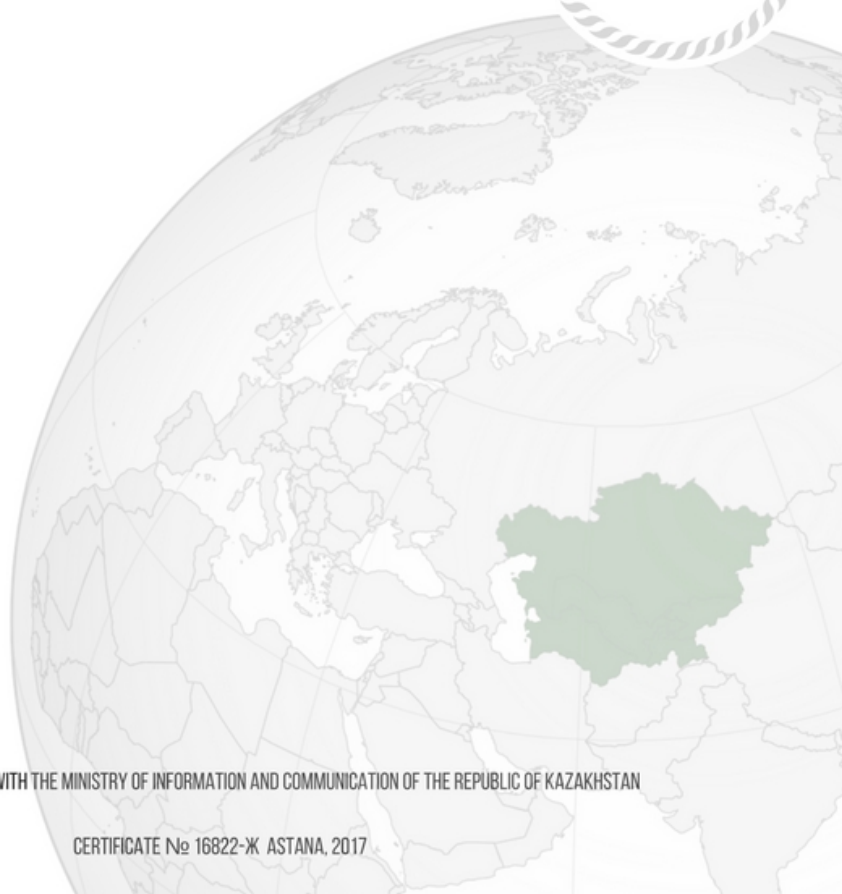 WITH THE MINISTRY OF INFORMATION AND COMMUNICATION OF THE REPUBLIC OF KAZAKHSTAN
CERTIFICATE № 16822-Ж ASTANA, 2017